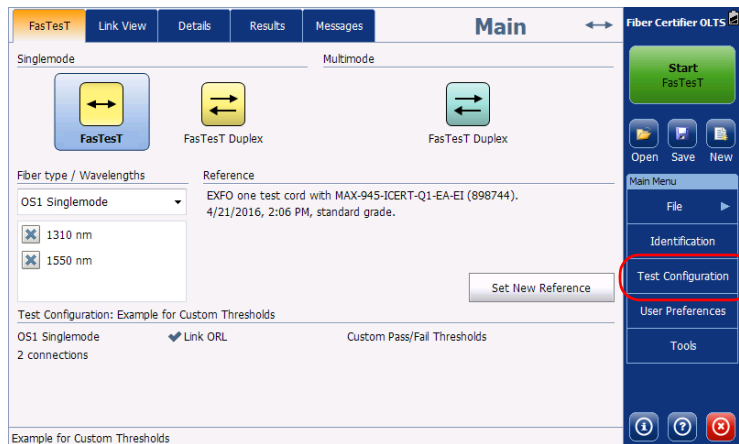 FasTesT
Link View
Details
Results
Messages
Main
Fiber Certifier OLTS
Singlemode
Multimode
FasTesT
FasTesT Duplex
FasTesT Duplex
Start
FasTesT
Open
Save
New
Fiber type / Wavelengths
Reference
OS1 Singlemode
EXFO one test cord with MAX-945-ICERT-Q1-EA-EI (898744).
4/21/2016, 2:06 PM, standard grade.
1310 nm
1550 nm
Set New Reference
Main Menu
File
Identification
Test Configuration
User Preferences
Tools
Test Configuration: Example for Custom Thresholds
OS1 Singlemode
Link ORL
Custom Pass/Fail Thresholds
2 connections
Example for Custom Thresholds